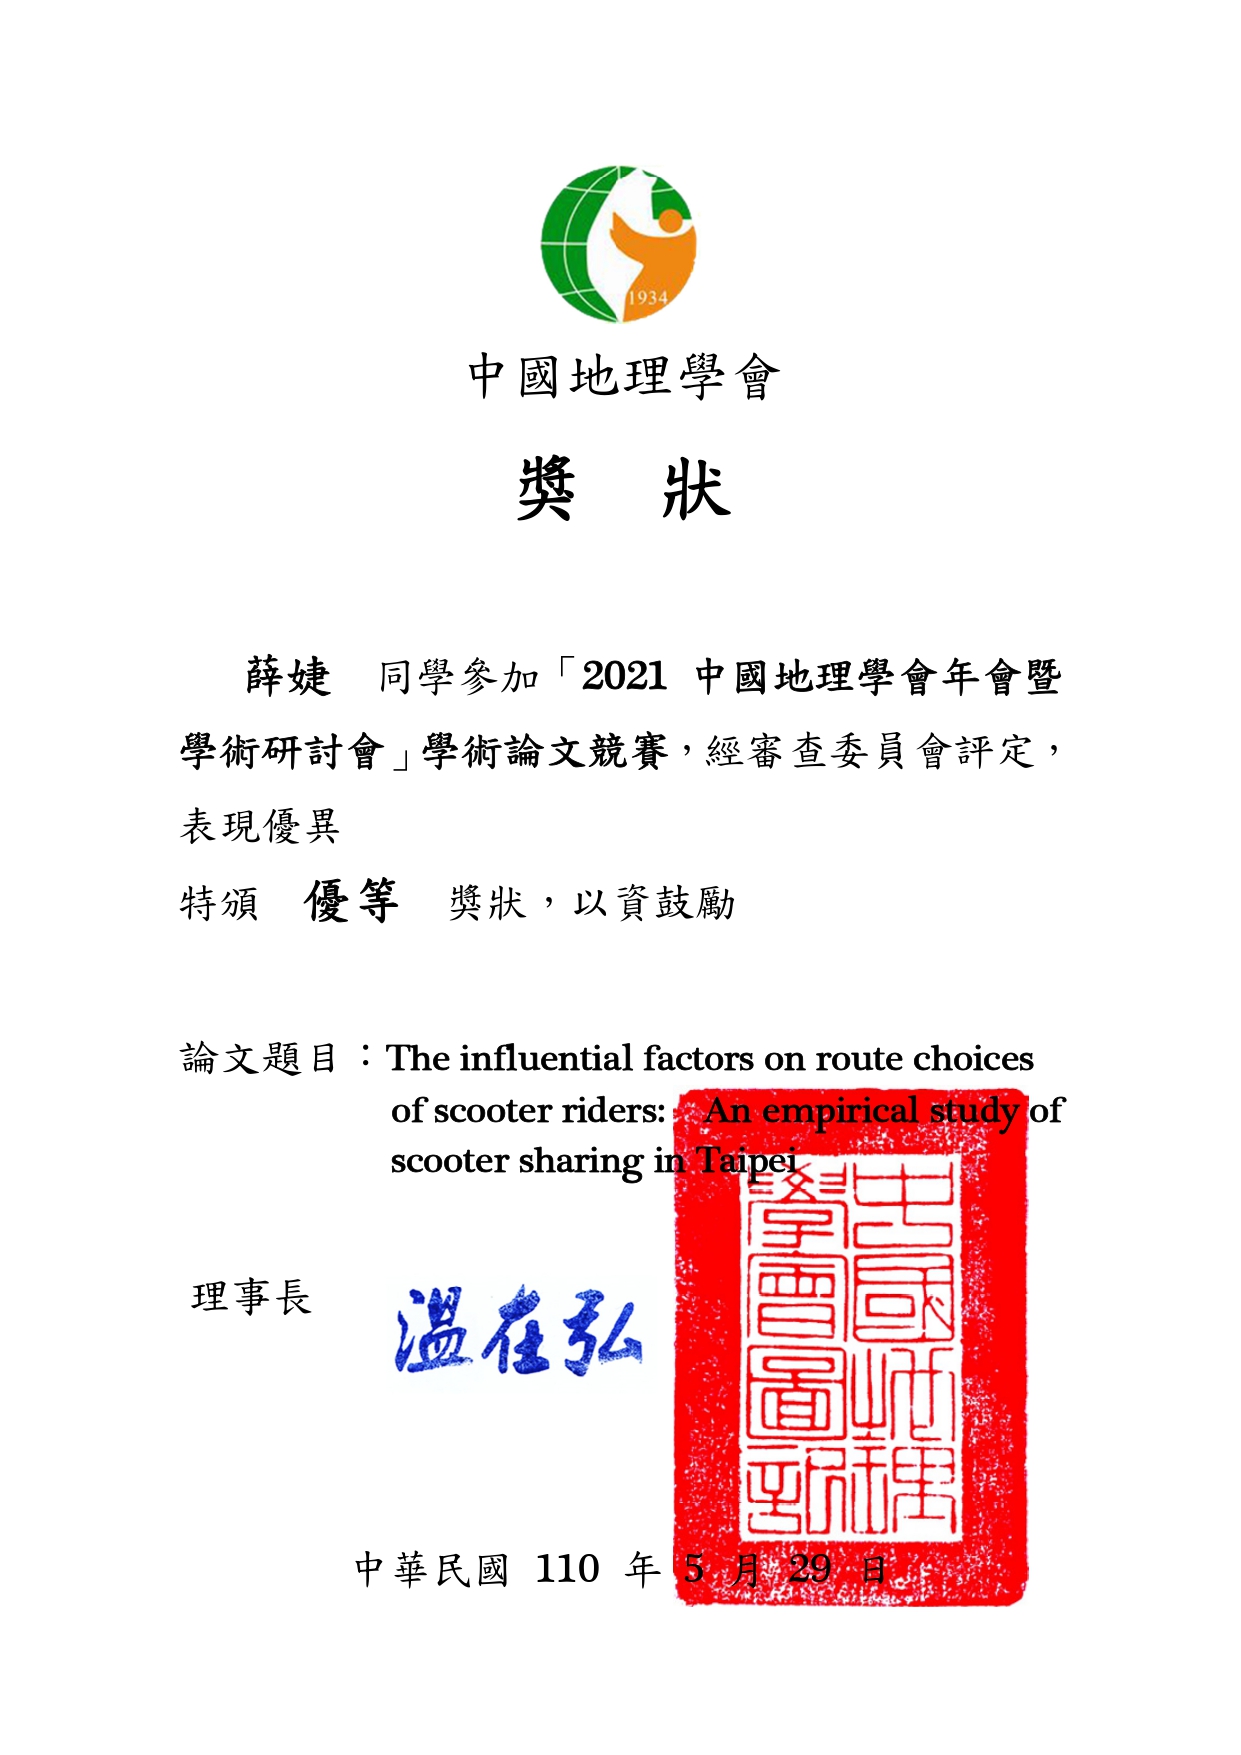 1934
中國地理學會
獎 狀
薛婕 同學參加「2021 中國地理學會年會暨
學術研討會」學術論文競賽，經審查委員會評定，
表現優異
特頒 優等 獎狀，以資鼓勵
論文題目：The influential factors on route choices
of scooter riders: An empirical study of
scooter sharing in Taipei
中國地理
學會圖記
理事長 溫在弘
中華民國 110 年 5 月 29 日